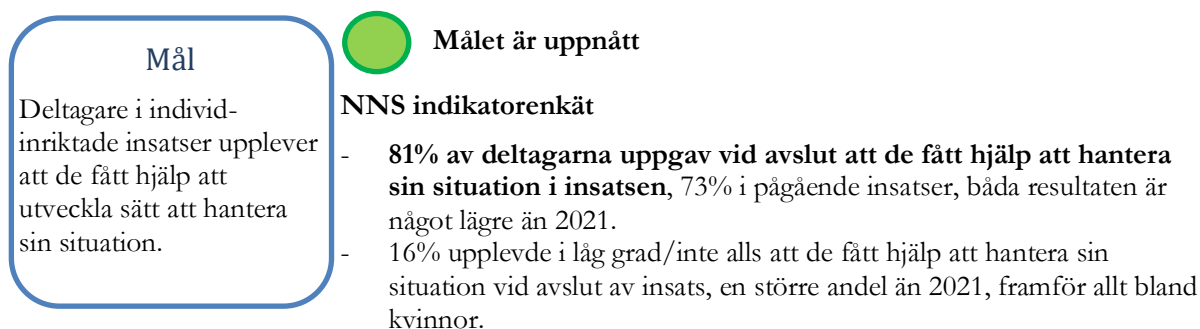 Mål
Deltagare i individ-
inriktade insatser upplever
att de fått hjälp att
utveckla sätt att hantera
sin situation.
Målet är uppnått
NNS indikatorenkät
- 81% av deltagarna uppgav vid avslut att de fått hjälp att hantera
sin situation i insatsen, 73% i pågående insatser, båda resultaten är
något lägre än 2021.
- 16% upplevde i låg grad/inte alls att de fått hjälp att hantera sin
situation vid avslut av insats, en större andel än 2021, framför allt bland
kvinnor.